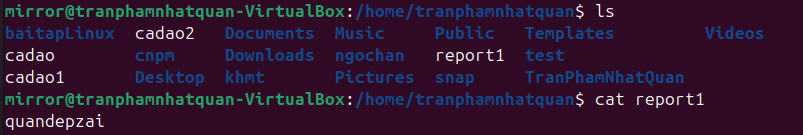 mirror@tranphamnhatquan-VirtualBox:/home/tranphamnhatquan$ ls
baitapLinux cadao2 Documents Music Public Templates Videos
cadao cnpm Downloads ngochan report1 test
cadao1 Desktop khmt Pictures snap TranPhamNhatQuan
mirror@tranphamnhatquan-VirtualBox:/home/tranphamnhatquan$ cat report1
quandepzai